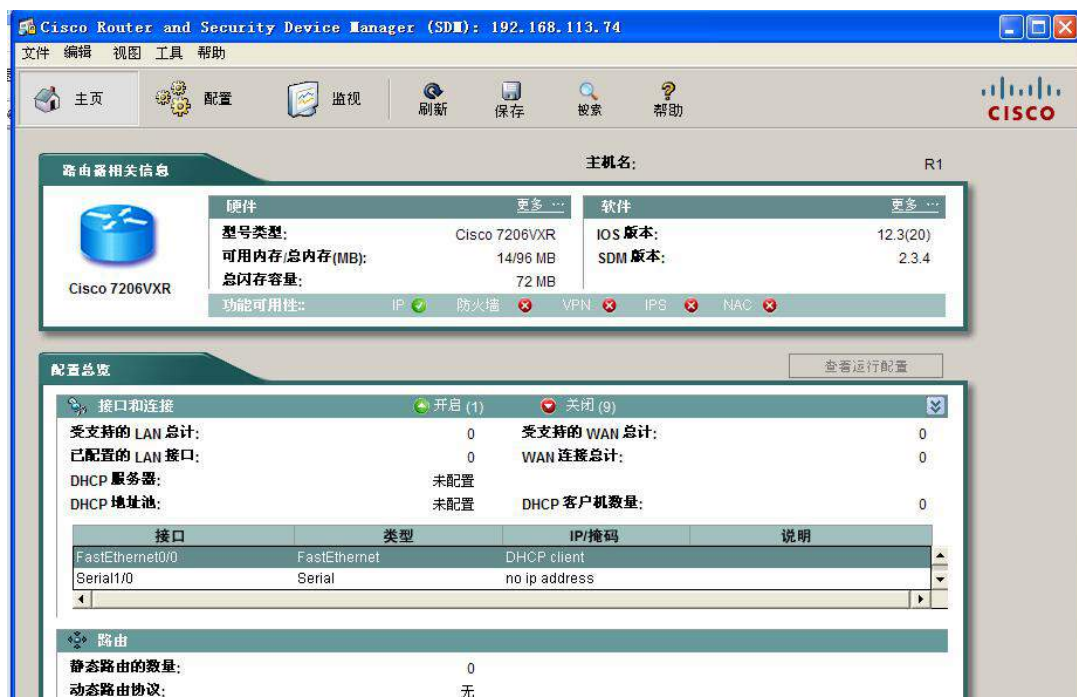 Cisco Router and Security Device Manager (SDM): 192.168.113.74
文件 编辑 视图 工具 帮助
主页 配置 监视 刷新 保存 搜索 帮助
CISCO
路由器相关信息 主机名: R1
硬件 更多 ... 软件 更多 ...
型号类型: Cisco 7206VXR IOS 版本: 12.3(20)
可用内存/总内存(MB): 14/96 MB SDM 版本: 2.3.4
总闪存容量: 72 MB
Cisco 7206VXR
功能可用性:: IP 防火墙 VPN IPS NAC
配置总览 查看运行配置
接口和连接 开启 (1) 关闭 (9)
受支持的 LAN 总计: 0 受支持的 WAN 总计: 0
已配置的 LAN 接口: 0 WAN 连接总计: 0
DHCP 服务器: 未配置
DHCP 地址池: 未配置 DHCP 客户机数量: 0
接口 类型 IP/掩码 说明
FastEthernet0/0 FastEthernet DHCP client
Serial1/0 Serial no ip address
路由
静态路由的数量: 0
动态路由协议: 无